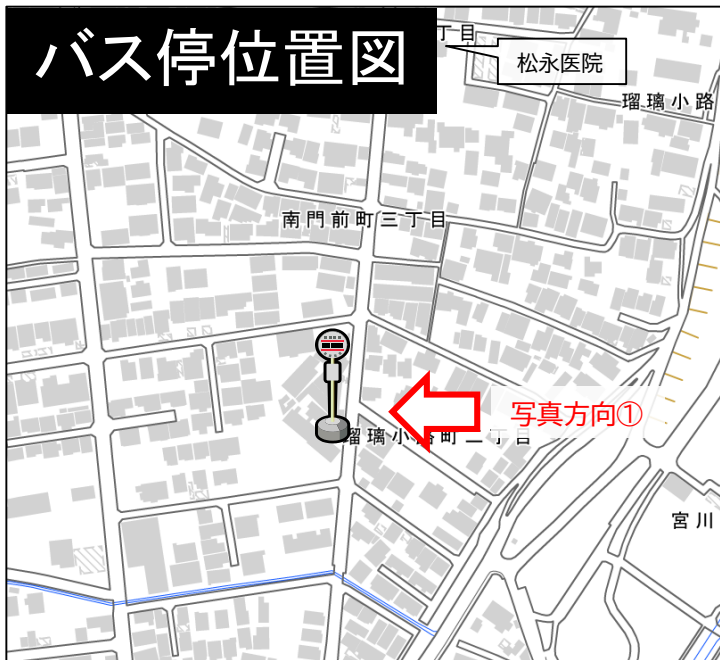 バス停位置図
丁目
松永医院
瑠璃小路
南門前町三丁目
写真方向①
瑠璃小路町二丁目
宮川